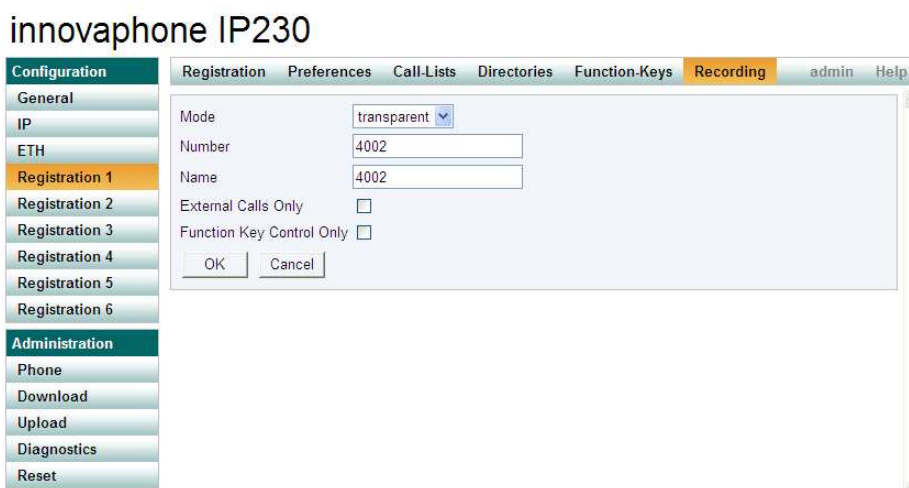 innovaphone IP230
Configuration
General
IP
ETH
Registration 1
Registration 2
Registration 3
Registration 4
Registration 5
Registration 6
Administration
Phone
Download
Upload
Diagnostics
Reset
Registration Preferences Call-Lists Directories Function-Keys Recording admin Help
Mode transparent
Number 4002
Name 4002
External Calls Only
Function Key Control Only
OK Cancel